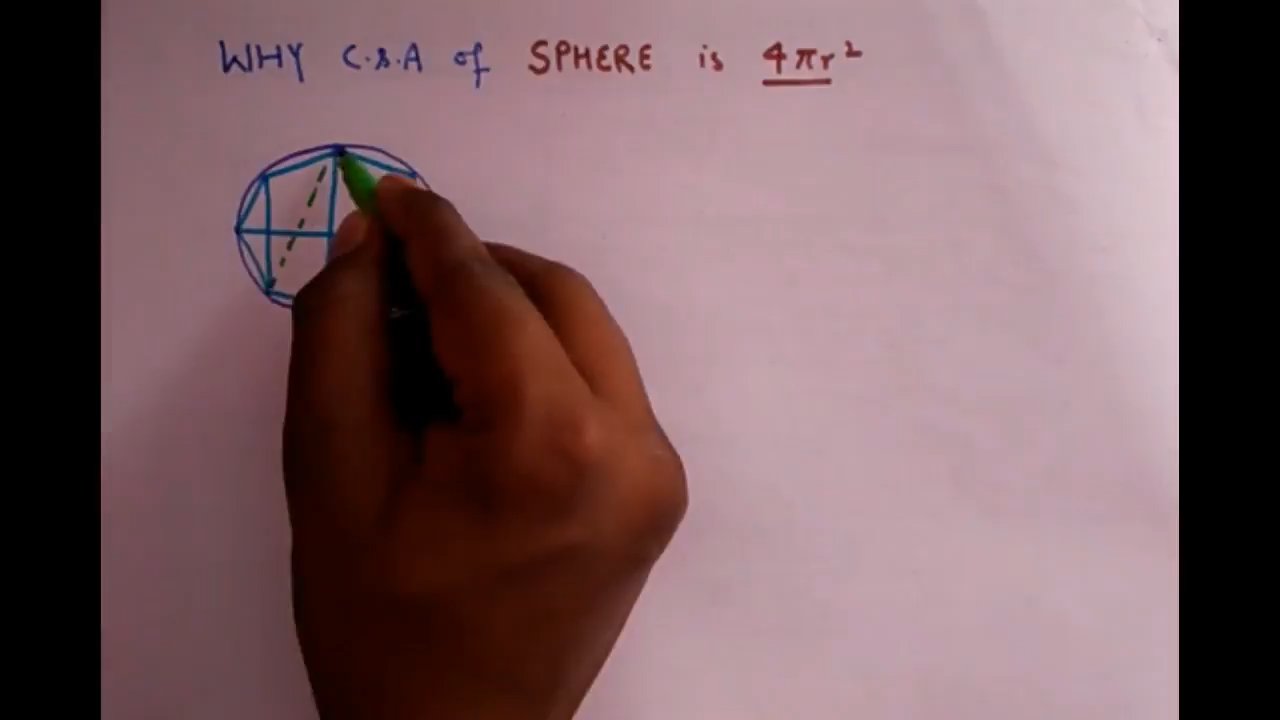 WHY C.S.A of SPHERE is 4πr²